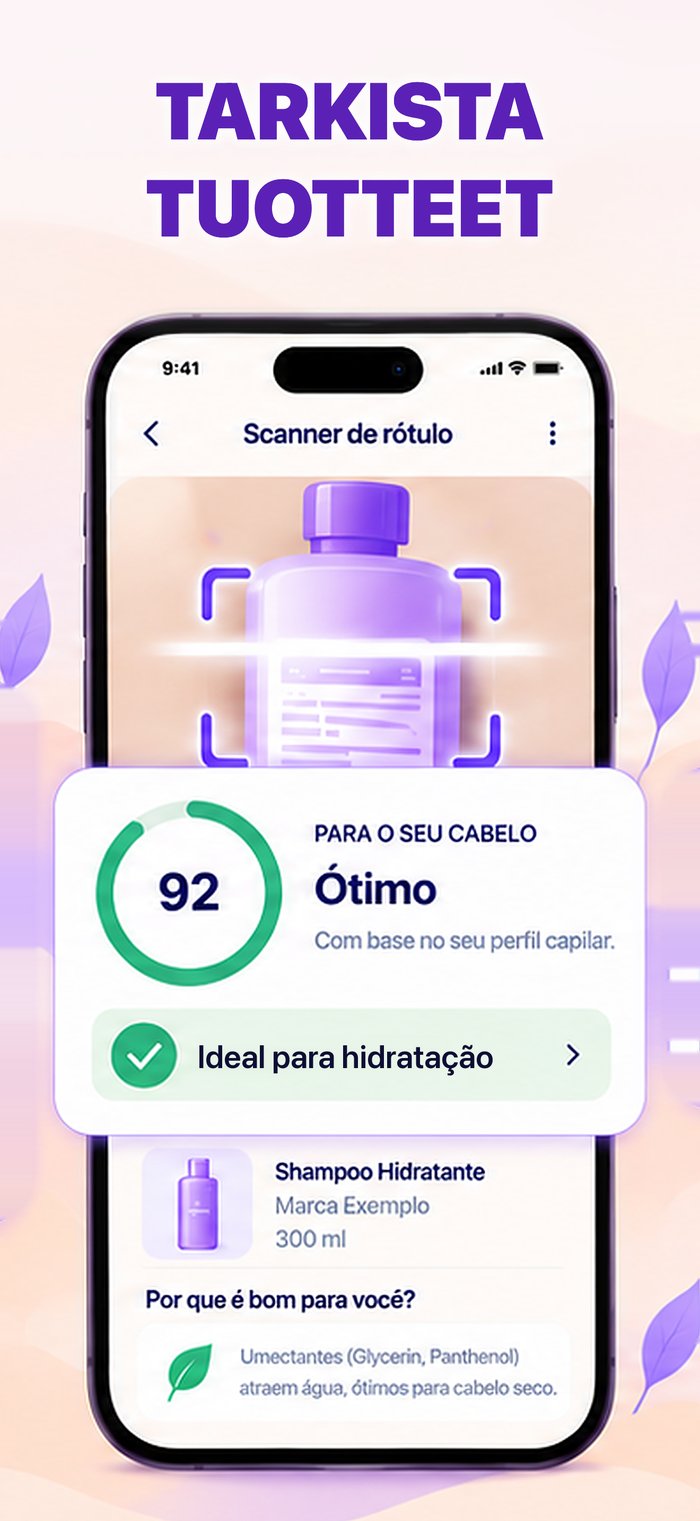 TARKISTA
TUOTTEET
9:41
Scanner de rótulo
92
PARA O SEU CABELO
Ótimo
Com base no seu perfil capilar.
Ideal para hidratação
Shampoo Hidratante
Marca Exemplo
300 ml
Por que é bom para você?
Umectantes (Glycerin, Panthenol)
atraem água, ótimos para cabelo seco.